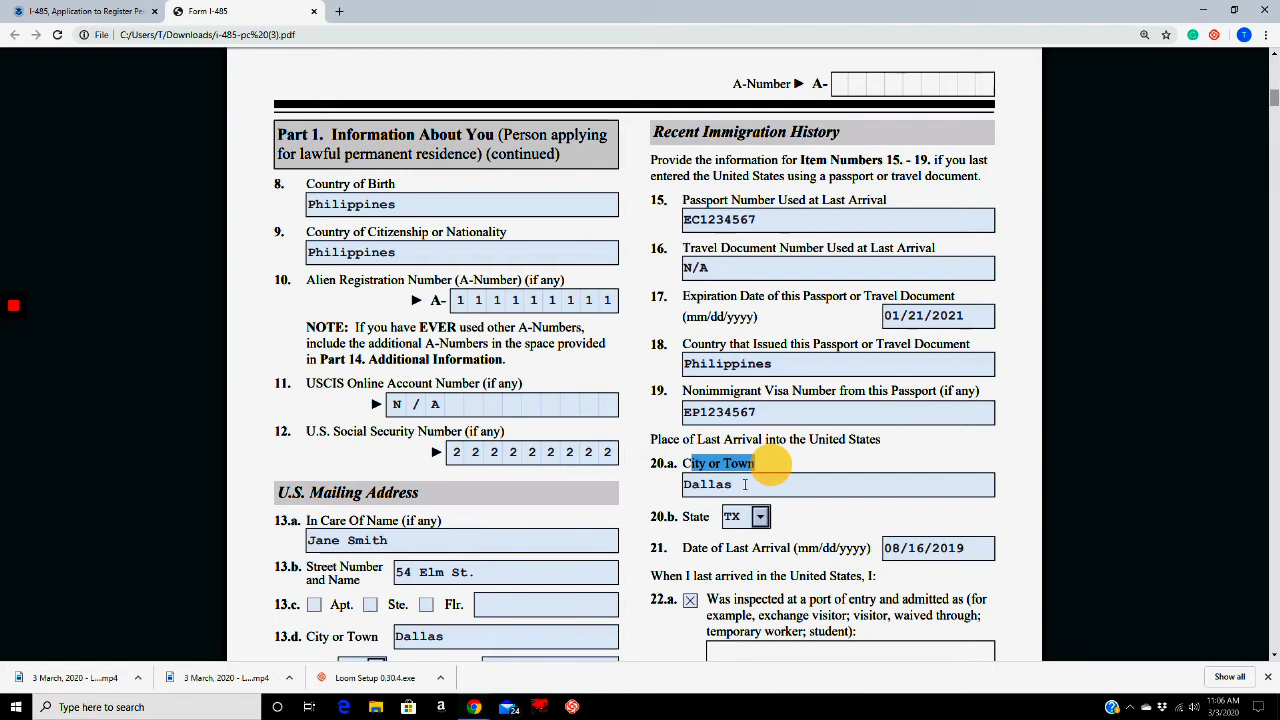 I-485, Application to Register Per
Form I-485
File
C:/Users/T/Downloads/i-485-pc%20(3).pdf
T
A-Number ► A-
Part 1. Information About You (Person applying
for lawful permanent residence) (continued)
8. Country of Birth
Philippines
9. Country of Citizenship or Nationality
Philippines
10. Alien Registration Number (A-Number) (if any)
► A- 1 1 1 1 1 1 1 1 1
NOTE: If you have EVER used other A-Numbers,
include the additional A-Numbers in the space provided
in Part 14. Additional Information.
11. USCIS Online Account Number (if any)
► N / A
12. U.S. Social Security Number (if any)
► 2 2 2 2 2 2 2 2 2
U.S. Mailing Address
13.a. In Care Of Name (if any)
Jane Smith
13.b. Street Number
and Name
54 Elm St.
13.c. Apt. Ste. Flr.
13.d. City or Town
Dallas
Recent Immigration History
Provide the information for Item Numbers 15. - 19. if you last
entered the United States using a passport or travel document.
15. Passport Number Used at Last Arrival
EC1234567
16. Travel Document Number Used at Last Arrival
N/A
17. Expiration Date of this Passport or Travel Document
(mm/dd/yyyy) 01/21/2021
18. Country that Issued this Passport or Travel Document
Philippines
19. Nonimmigrant Visa Number from this Passport (if any)
EP1234567
Place of Last Arrival into the United States
20.a. City or Town
Dallas
20.b. State TX
21. Date of Last Arrival (mm/dd/yyyy) 08/16/2019
When I last arrived in the United States, I:
22.a. Was inspected at a port of entry and admitted as (for
example, exchange visitor; visitor, waived through;
temporary worker; student):
3 March, 2020 - L....mp4
3 March, 2020 - L....mp4
Loom Setup 0.30.4.exe
Show all
Type here to search
24
11:06 AM
3/3/2020